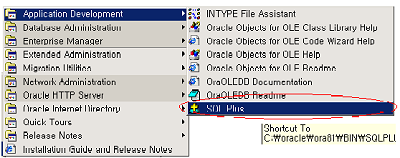 Application Development
Database Administration
Enterprise Manager
Extended Administration
Migration Utilities
Network Administration
Oracle HTTP Server
Oracle Internet Directory
Quick Tours
Release Notes
Installation Guide and Release Notes
INTYPE File Assistant
Oracle Objects for OLE Class Library Help
Oracle Objects for OLE Code Wizard Help
Oracle Objects for OLE Help
Oracle Objects for OLE Readme
OraOLEDB Documentation
OraOLEDB Readme
SQL Plus
Shortcut To
C:₩oracle₩ora81₩BIN₩SQLPLU